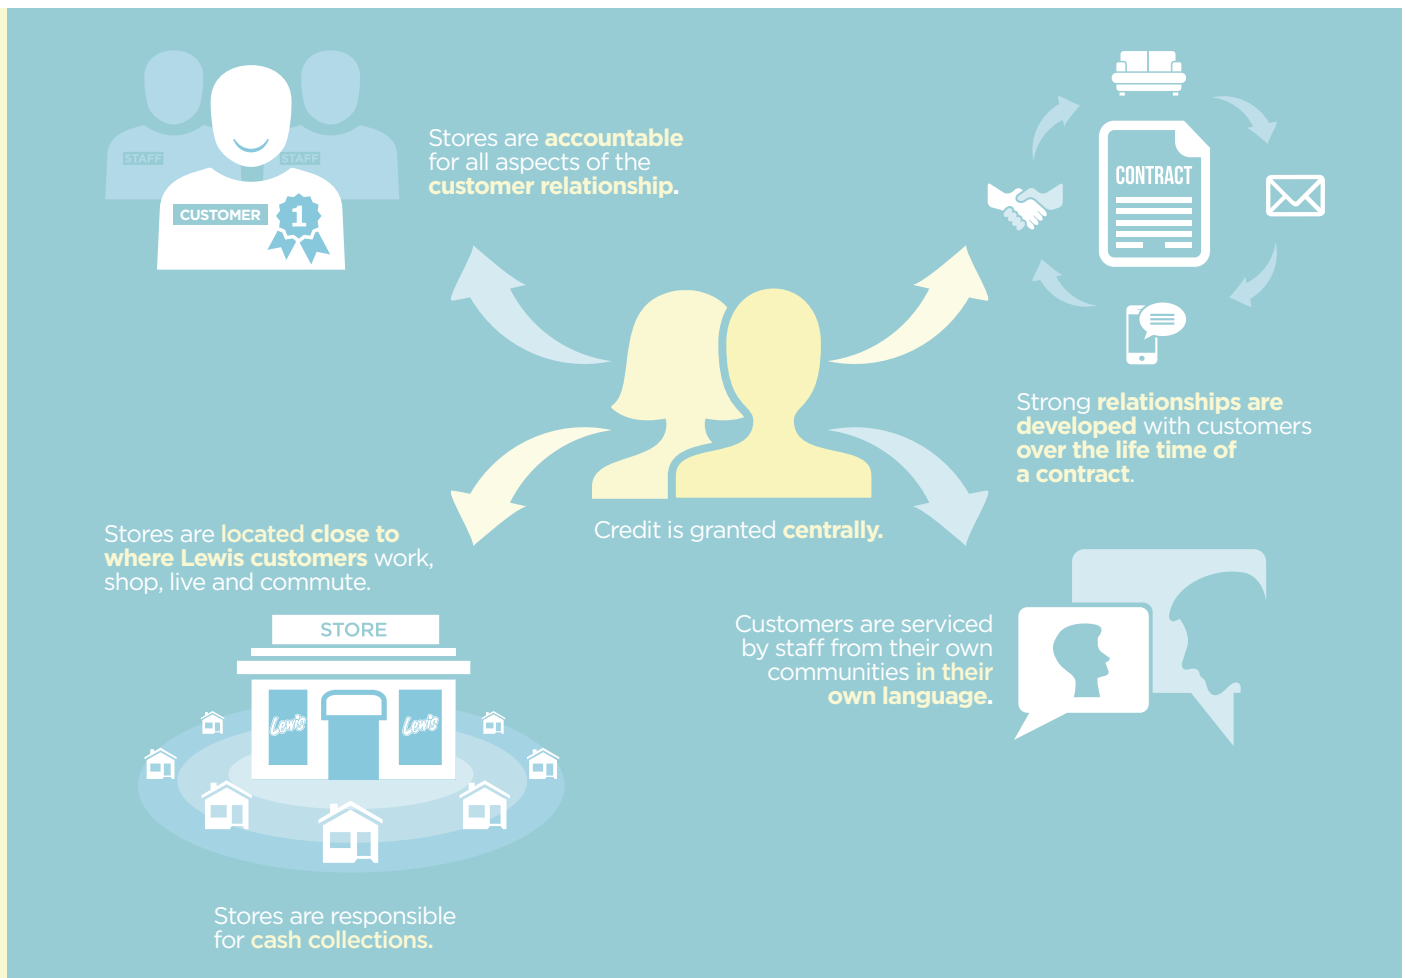 STAFF
STAFF
CUSTOMER
1
Stores are accountable
for all aspects of the
customer relationship.
CONTRACT
Strong relationships are
developed with customers
over the life time of
a contract.
Credit is granted centrally.
Stores are located close to
where Lewis customers work,
shop, live and commute.
STORE
Lewis
Lewis
Customers are serviced
by staff from their own
communities in their
own language.
Stores are responsible
for cash collections.